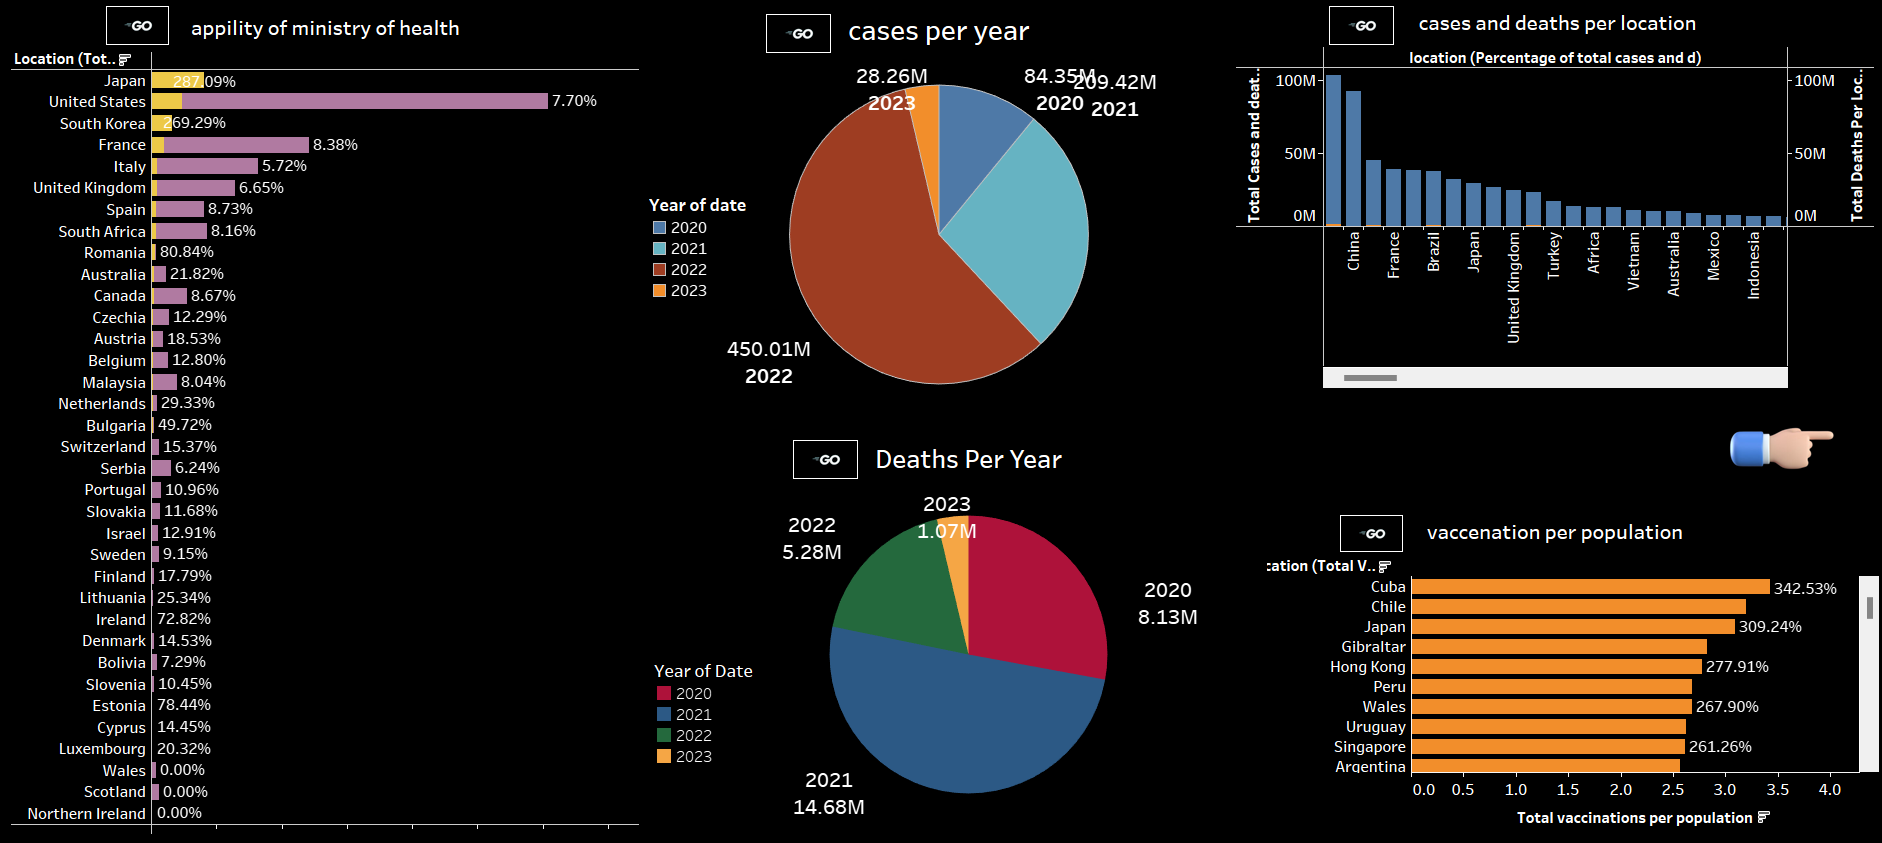 GO
appility of ministry of health
Location (Tot..
Japan 287.09%
United States 7.70%
South Korea 269.29%
France 8.38%
Italy 5.72%
United Kingdom 6.65%
Spain 8.73%
South Africa 8.16%
Romania 80.84%
Australia 21.82%
Canada 8.67%
Czechia 12.29%
Austria 18.53%
Belgium 12.80%
Malaysia 8.04%
Netherlands 29.33%
Bulgaria 49.72%
Switzerland 15.37%
Serbia 6.24%
Portugal 10.96%
Slovakia 11.68%
Israel 12.91%
Sweden 9.15%
Finland 17.79%
Lithuania 25.34%
Ireland 72.82%
Denmark 14.53%
Bolivia 7.29%
Slovenia 10.45%
Estonia 78.44%
Cyprus 14.45%
Luxembourg 20.32%
Wales 0.00%
Scotland 0.00%
Northern Ireland 0.00%
GO
cases per year
28.26M
2023
84.35M
2020
209.42M
2021
450.01M
2022
Year of date
2020
2021
2022
2023
GO
Deaths Per Year
2023
1.07M
2022
5.28M
2020
8.13M
2021
14.68M
Year of Date
2020
2021
2022
2023
GO
cases and deaths per location
location (Percentage of total cases and d)
Total Cases and deat..
100M
50M
0M
100M
50M
0M
Total Deaths Per Loc..
China
France
Brazil
Japan
United Kingdom
Turkey
Africa
Vietnam
Australia
Mexico
Indonesia
GO
vaccenation per population
cation (Total V..
Cuba 342.53%
Chile
Japan 309.24%
Gibraltar
Hong Kong 277.91%
Peru
Wales 267.90%
Uruguay
Singapore 261.26%
Argentina
0.0 0.5 1.0 1.5 2.0 2.5 3.0 3.5 4.0
Total vaccinations per population